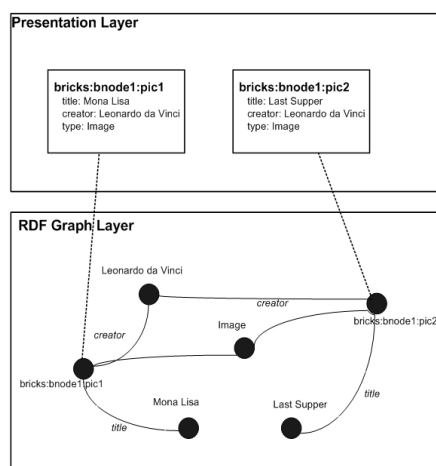 Presentation Layer
bricks:bnode1:pic1
title: Mona Lisa
creator: Leonardo da Vinci
type: Image
bricks:bnode1:pic2
title: Last Supper
creator: Leonardo da Vinci
type: Image
RDF Graph Layer
Leonardo da Vinci
creator
bricks:bnode1:pic2
Image
creator
bricks:bnode1:pic1
Mona Lisa
Last Supper
title
title